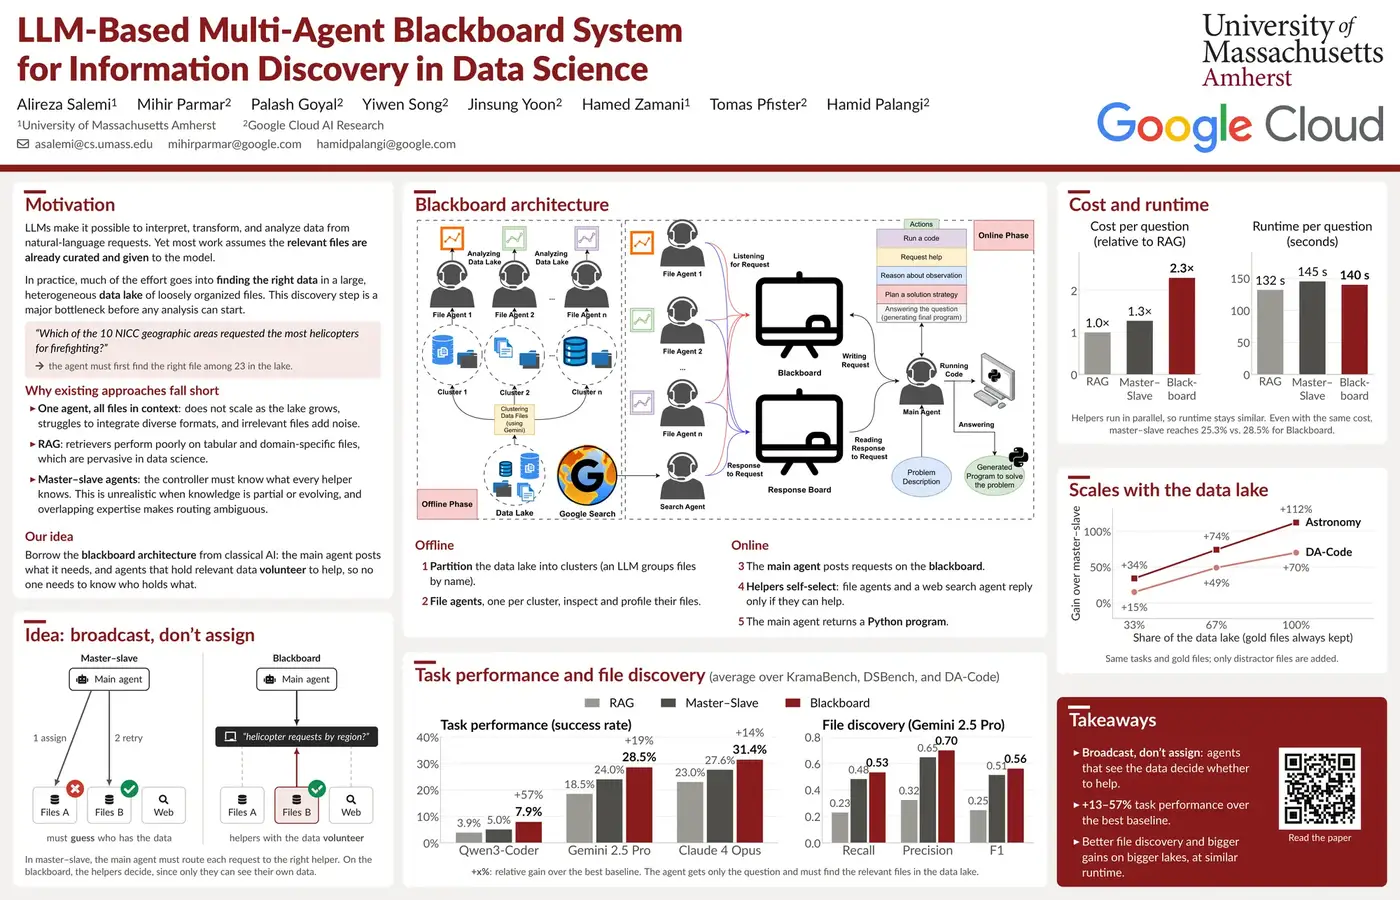 LLM-Based Multi-Agent Blackboard System
for Information Discovery in Data Science
Alireza Salemi¹ Mihir Parmar² Palash Goyal² Yiwen Song² Jinsung Yoon² Hamed Zamani¹ Tomas Pfister² Hamid Palangi²
¹University of Massachusetts Amherst ²Google Cloud AI Research
asalemi@cs.umass.edu mihirparmar@google.com hamidpalangi@google.com
University of
Massachusetts
Amherst
Google Cloud
Motivation
LLMs make it possible to interpret, transform, and analyze data from
natural-language requests. Yet most work assumes the relevant files are
already curated and given to the model.
In practice, much of the effort goes into finding the right data in a large,
heterogeneous data lake of loosely organized files. This discovery step is a
major bottleneck before any analysis can start.
"Which of the 10 NICC geographic areas requested the most helicopters
for firefighting?"
→ the agent must first find the right file among 23 in the lake.
Why existing approaches fall short
▸ One agent, all files in context: does not scale as the lake grows,
struggles to integrate diverse formats, and irrelevant files add noise.
▸ RAG: retrievers perform poorly on tabular and domain-specific files,
which are pervasive in data science.
▸ Master–slave agents: the controller must know what every helper
knows. This is unrealistic when knowledge is partial or evolving, and
overlapping expertise makes routing ambiguous.
Our idea
Borrow the blackboard architecture from classical AI: the main agent posts
what it needs, and agents that hold relevant data volunteer to help, so no
one needs to know who holds what.
Idea: broadcast, don't assign
Master–slave
Main agent
1 assign
2 retry
Files A
Files B
Web
must guess who has the data
Blackboard
Main agent
"helicopter requests by region?"
Files A
Files B
Web
helpers with the data volunteer
In master–slave, the main agent must route each request to the right helper. On the
blackboard, the helpers decide, since only they can see their own data.
Blackboard architecture
Analyzing
Data Lake
Analyzing
Data Lake
File Agent 1
File Agent 2
...
File Agent n
...
Cluster 1
Cluster 2
Cluster n
Clustering
Data Files
(using
Gemini)
Offline Phase
Data Lake
Google Search
File Agent 1
File Agent 2
...
File Agent n
Search Agent
Listening
for Request
Response
to Request
Blackboard
Response Board
Writing
Request
Reading
Response
to Request
Actions
Run a code
Request help
Reason about observation
Plan a solution strategy
Answering the question
(generating final program)
Online Phase
Main Agent
Running
Code
Answering
Problem
Description
Generated
Program to solve
the problem
Offline
1 Partition the data lake into clusters (an LLM groups files
by name).
2 File agents, one per cluster, inspect and profile their files.
Online
3 The main agent posts requests on the blackboard.
4 Helpers self-select: file agents and a web search agent reply
only if they can help.
5 The main agent returns a Python program.
Task performance and file discovery (average over KramaBench, DSBench, and DA-Code)
RAG Master–Slave Blackboard
Task performance (success rate)
40%
30%
20%
10%
0%
3.9% 5.0% 7.9% +57%
18.5% 24.0% 28.5% +19%
23.0% 27.6% 31.4% +14%
Qwen3-Coder Gemini 2.5 Pro Claude 4 Opus
File discovery (Gemini 2.5 Pro)
0.8
0.6
0.4
0.2
0.0
0.23 0.48 0.53
0.32 0.65 0.70
0.25 0.51 0.56
Recall Precision F1
+x%: relative gain over the best baseline. The agent gets only the question and must find the relevant files in the data lake.
Cost and runtime
Cost per question
(relative to RAG)
2
1
0
1.0× 1.3× 2.3×
RAG Master–Slave Black-board
Runtime per question
(seconds)
150
100
50
0
132 s 145 s 140 s
RAG Master–Slave Black-board
Helpers run in parallel, so runtime stays similar. Even with the same cost,
master–slave reaches 25.3% vs. 28.5% for Blackboard.
Scales with the data lake
Gain over master–slave
100%
50%
0%
+34% +74% +112% Astronomy
+15% +49% +70% DA-Code
33% 67% 100%
Share of the data lake (gold files always kept)
Same tasks and gold files; only distractor files are added.
Takeaways
▸ Broadcast, don't assign: agents
that see the data decide whether
to help.
▸ +13–57% task performance over
the best baseline.
▸ Better file discovery and bigger
gains on bigger lakes, at similar
runtime.
Read the paper